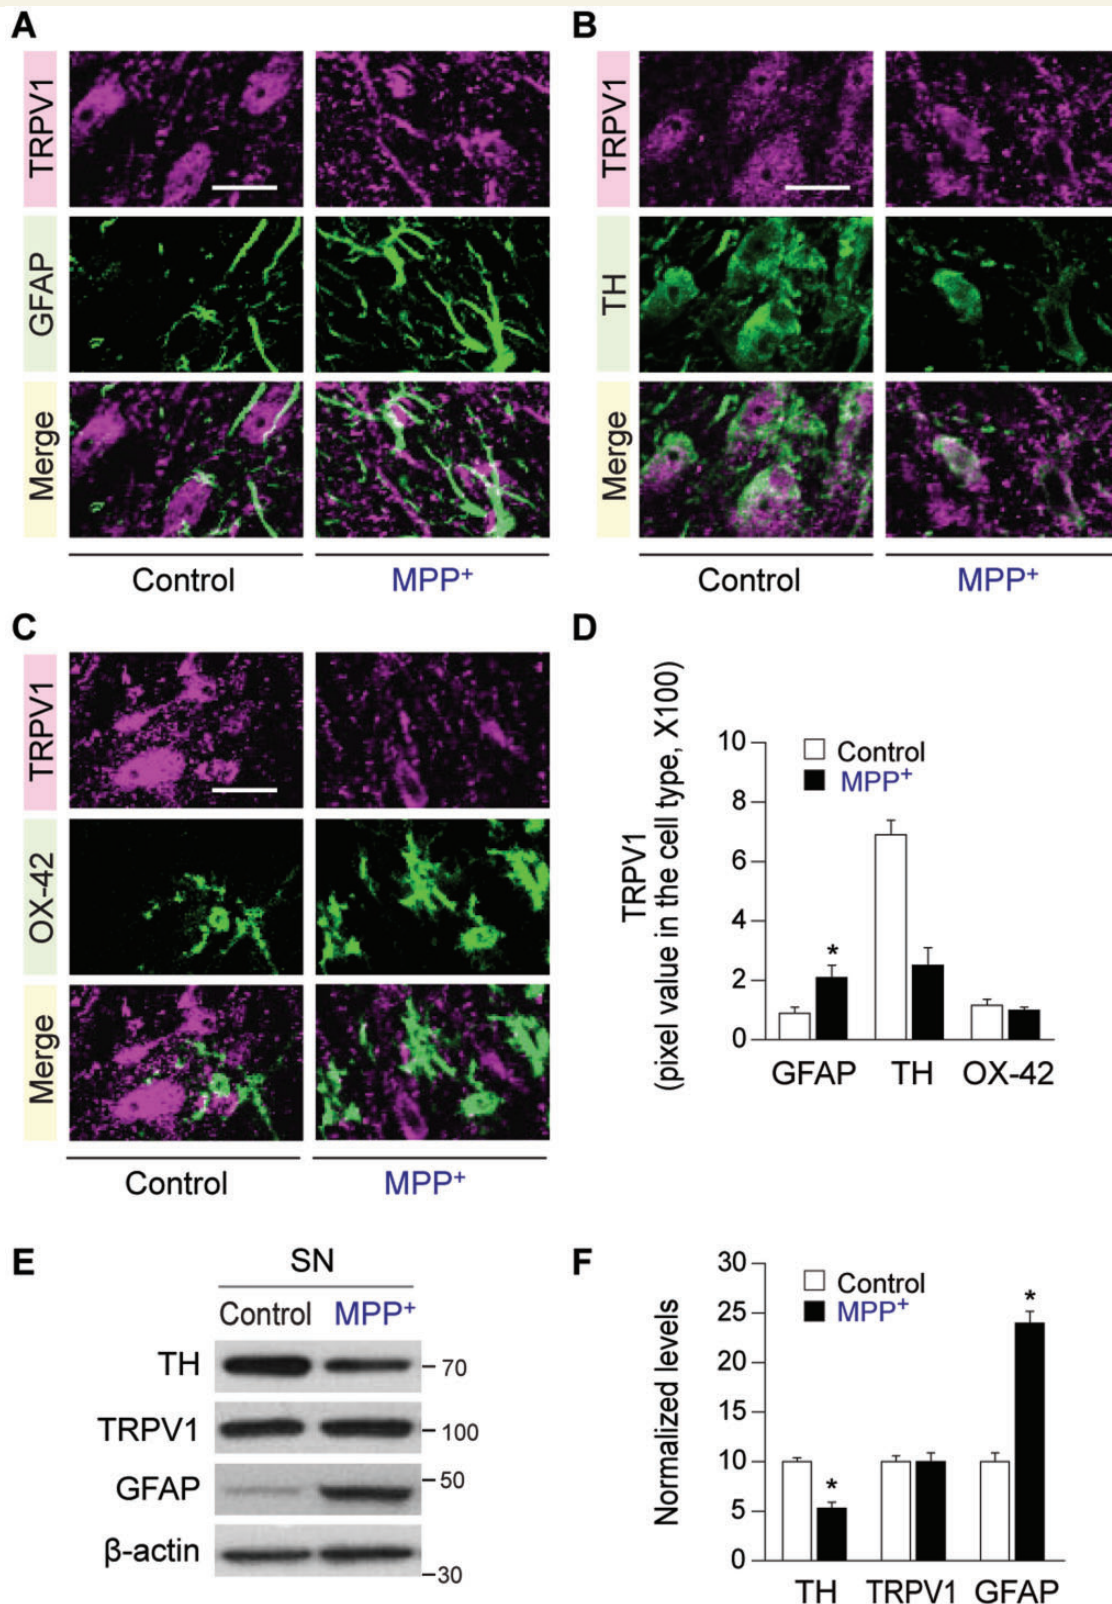 A
B
TRPV1
TRPV1
GFAP
TH
Merge
Merge
Control
MPP⁺
Control
MPP⁺
C
D
TRPV1
OX-42
Merge
Control
MPP⁺
TRPV1
(pixel value in the cell type, X100)
10
8
6
4
2
0
Control
MPP⁺
*
GFAP
TH
OX-42
E
SN
Control
MPP⁺
TH
70
TRPV1
100
GFAP
50
β-actin
30
F
Normalized levels
30
25
20
15
10
5
0
Control
MPP⁺
*
*
TH
TRPV1
GFAP